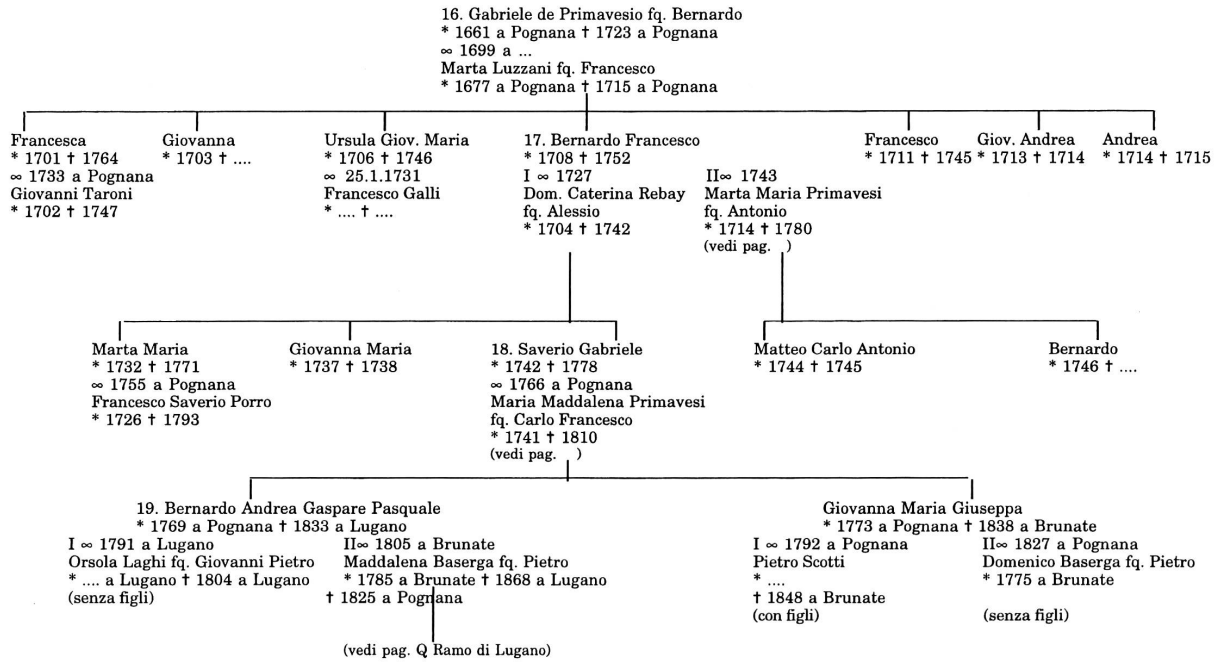 16. Gabriele de Primavesio fq. Bernardo
* 1661 a Pognana † 1723 a Pognana
∞ 1699 a ...
Marta Luzzani fq. Francesco
* 1677 a Pognana † 1715 a Pognana
Francesca
* 1701 † 1764
∞ 1733 a Pognana
Giovanni Taroni
* 1702 † 1747
Giovanna
* 1703 † ....
Ursula Giov. Maria
* 1706 † 1746
∞ 25.1.1731
Francesco Galli
* .... † ....
17. Bernardo Francesco
* 1708 † 1752
I ∞ 1727
Dom. Caterina Rebay
fq. Alessio
* 1704 † 1742
II∞ 1743
Marta Maria Primavesi
fq. Antonio
* 1714 † 1780
(vedi pag. )
Francesco
* 1711 † 1745
Giov. Andrea
* 1713 † 1714
Andrea
* 1714 † 1715
Marta Maria
* 1732 † 1771
∞ 1755 a Pognana
Francesco Saverio Porro
* 1726 † 1793
Giovanna Maria
* 1737 † 1738
18. Saverio Gabriele
* 1742 † 1778
∞ 1766 a Pognana
Maria Maddalena Primavesi
fq. Carlo Francesco
* 1741 † 1810
(vedi pag. )
Matteo Carlo Antonio
* 1744 † 1745
Bernardo
* 1746 † ....
19. Bernardo Andrea Gaspare Pasquale
* 1769 a Pognana † 1833 a Lugano
I ∞ 1791 a Lugano
Orsola Laghi fq. Giovanni Pietro
* .... a Lugano † 1804 a Lugano
(senza figli)
II∞ 1805 a Brunate
Maddalena Baserga fq. Pietro
* 1785 a Brunate † 1868 a Lugano
† 1825 a Pognana
(vedi pag. Q Ramo di Lugano)
Giovanna Maria Giuseppa
* 1773 a Pognana † 1838 a Brunate
I ∞ 1792 a Pognana
Pietro Scotti
* ....
† 1848 a Brunate
(con figli)
II∞ 1827 a Pognana
Domenico Baserga fq. Pietro
* 1775 a Brunate
(senza figli)